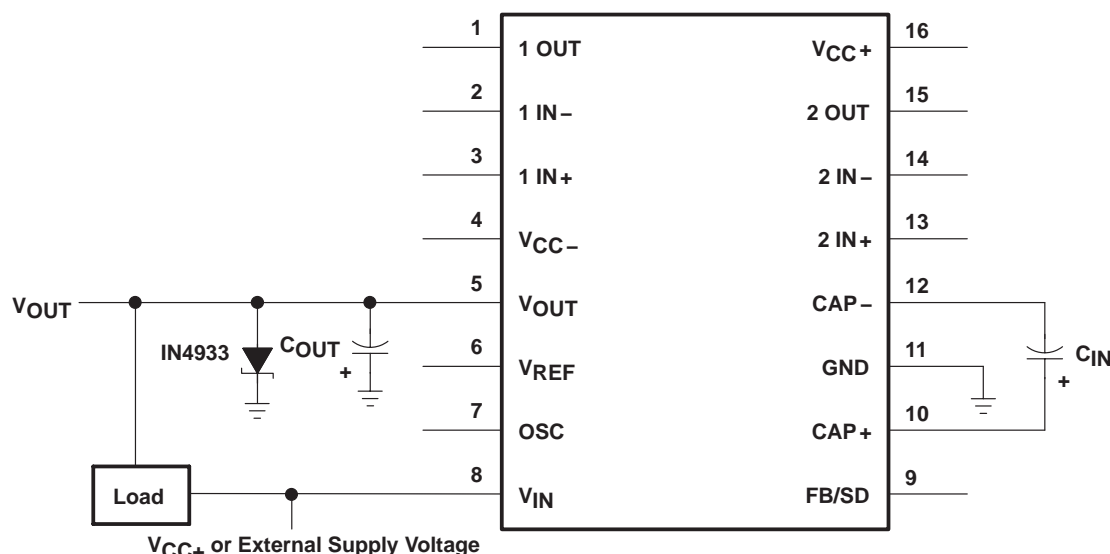 1
1 OUT
VCC+
16
2
1 IN−
2 OUT
15
3
1 IN+
2 IN−
14
4
VCC−
2 IN+
13
VOUT
5
VOUT
CAP−
12
IN4933
COUT
+
6
VREF
GND
11
CIN
+
7
OSC
CAP+
10
Load
8
VIN
FB/SD
9
VCC+ or External Supply Voltage